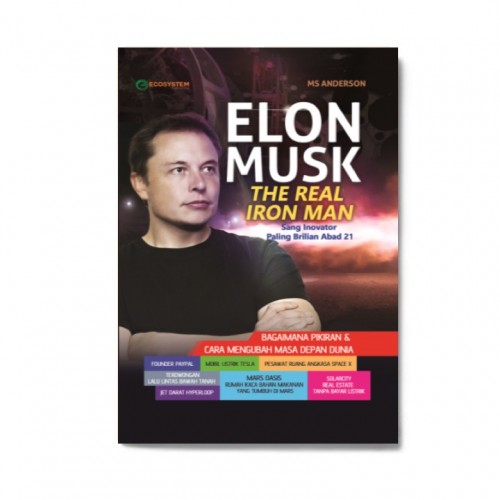 ECOSYSTEM
MS ANDERSON
ELON
MUSK
THE REAL
IRON MAN
Sang Inovator
Paling Brilian Abad 21
BAGAIMANA PIKIRAN &
CARA MENGUBAH MASA DEPAN DUNIA
FOUNDER PAYPAL
MOBIL LISTRIK TESLA
PESAWAT RUANG ANGKASA SPACE X
TEROWONGAN
LALU LINTAS BAWAH TANAH
JET DARAT HYPERLOOP
MARS OASIS
RUMAH KACA BAHAN MAKANAN
YANG TUMBUH DI MARS
SOLARCITY
REAL ESTATE
TANPA BAYAR LISTRIK